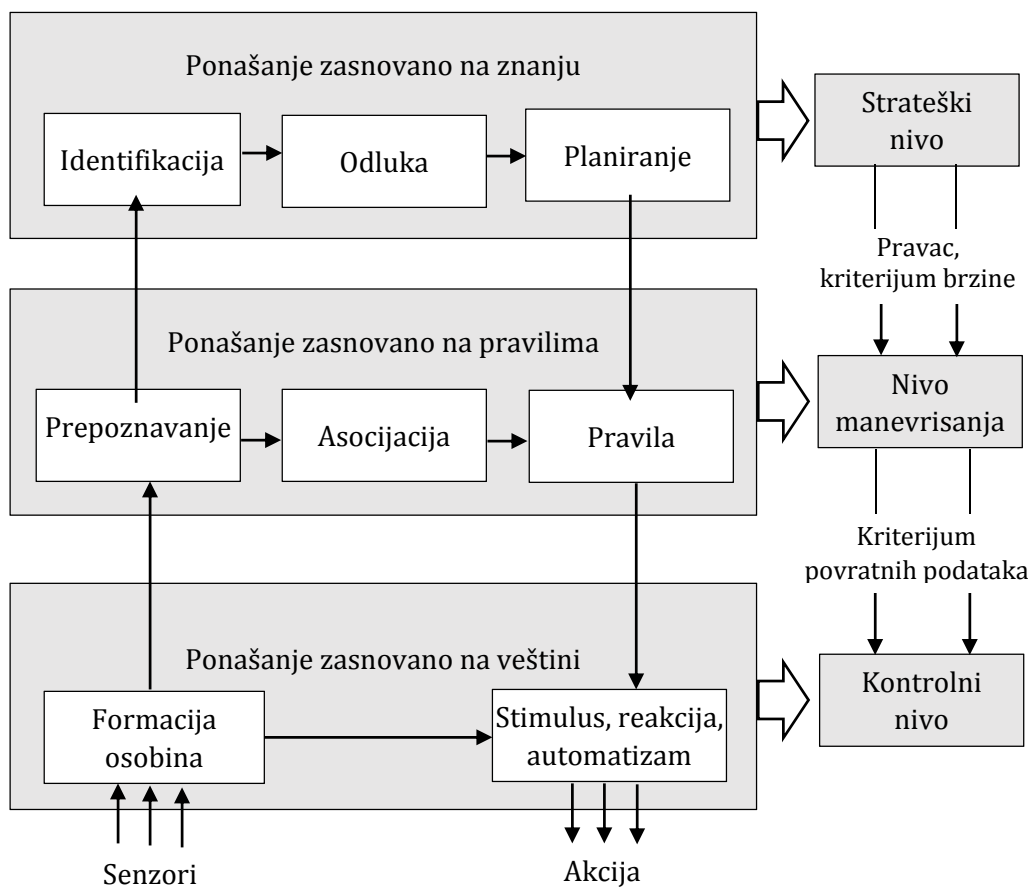 Ponašanje zasnovano na znanju
Identifikacija
Odluka
Planiranje
Strateški
nivo
Pravac,
kriterijum brzine
Ponašanje zasnovano na pravilima
Prepoznavanje
Asocijacija
Pravila
Nivo
manevrisanja
Kriterijum
povratnih podataka
Ponašanje zasnovano na veštini
Formacija
osobina
Stimulus, reakcija,
automatizam
Kontrolni
nivo
Senzori
Akcija